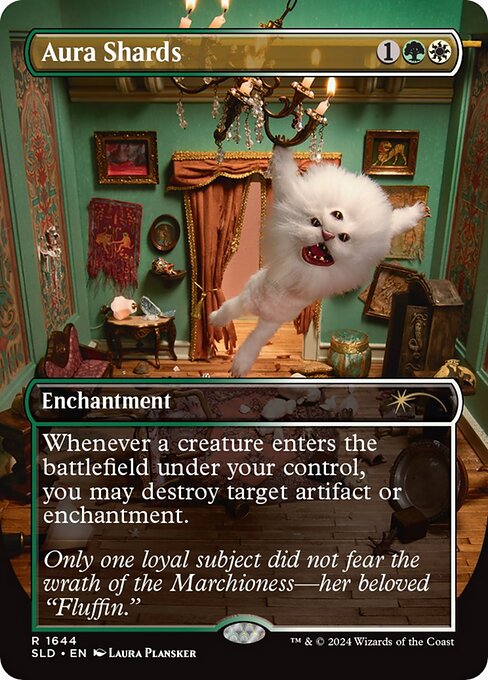 Aura Shards 1
Enchantment
Whenever a creature enters the
battlefield under your control,
you may destroy target artifact or
enchantment.
Only one loyal subject did not fear the
wrath of the Marchioness—her beloved
“Fluffin.”
R 1644
SLD • EN Laura Plansker
™ & © 2024 Wizards of the Coast